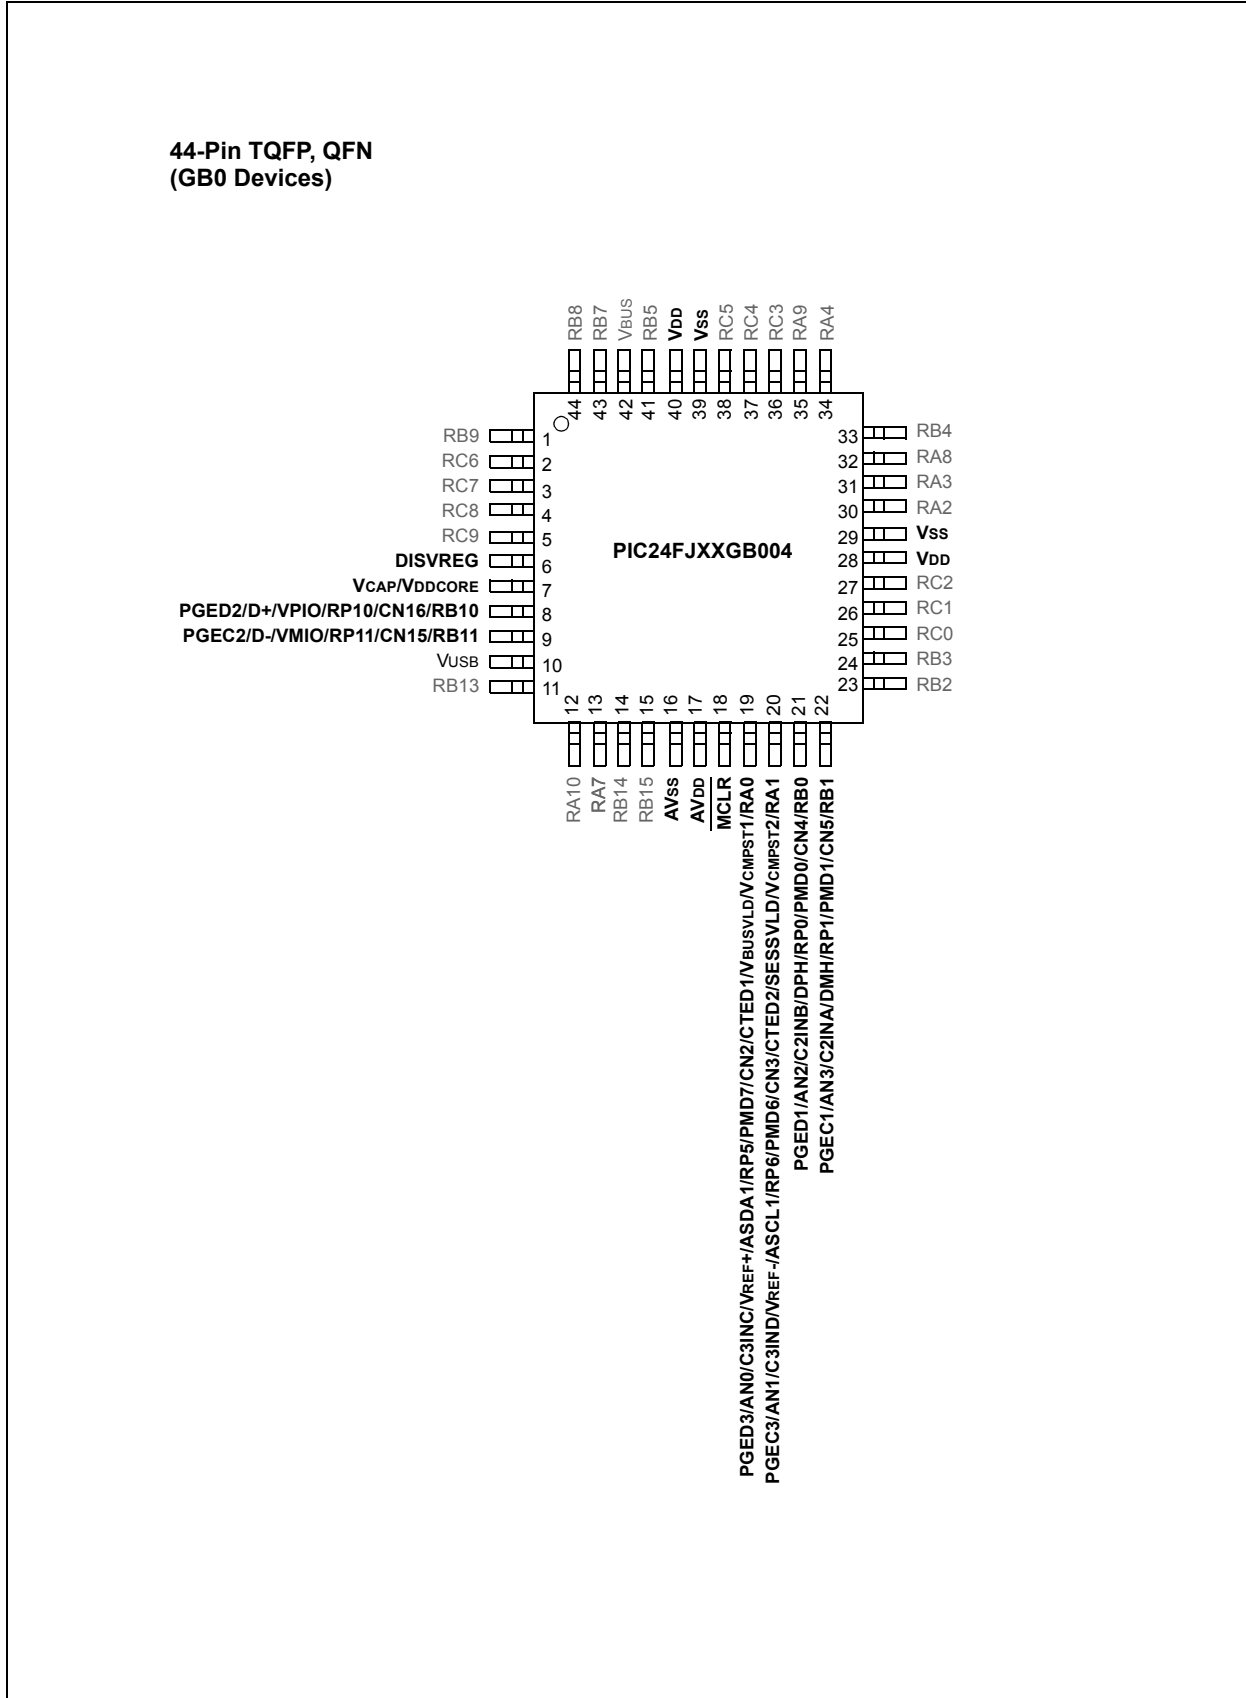 44-Pin TQFP, QFN
(GB0 Devices)
RB8
RB7
VBUS
RB5
VDD
VSS
RC5
RC4
RC3
RA9
RA4
44
43
42
41
40
39
38
37
36
35
34
RB9 1
RC6 2
RC7 3
RC8 4
RC9 5
DISVREG 6
VCAP/VDDCORE 7
PGED2/D+/VPIO/RP10/CN16/RB10 8
PGEC2/D-/VMIO/RP11/CN15/RB11 9
VUSB 10
RB13 11
PIC24FJXXGB004
33 RB4
32 RA8
31 RA3
30 RA2
29 VSS
28 VDD
27 RC2
26 RC1
25 RC0
24 RB3
23 RB2
12
13
14
15
16
17
18
19
20
21
22
RA10
RA7
RB14
RB15
AVSS
AVDD
MCLR
PGED3/AN0/C3INC/VREF+/ASDA1/RP5/PMD7/CN2/CTED1/VBUSVLD/VCMPST1/RA0
PGEC3/AN1/C3IND/VREF-/ASCL1/RP6/PMD6/CN3/CTED2/SESSVLD/VCMPST2/RA1
PGED1/AN2/C2INB/DPH/RP0/PMD0/CN4/RB0
PGEC1/AN3/C2INA/DMH/RP1/PMD1/CN5/RB1